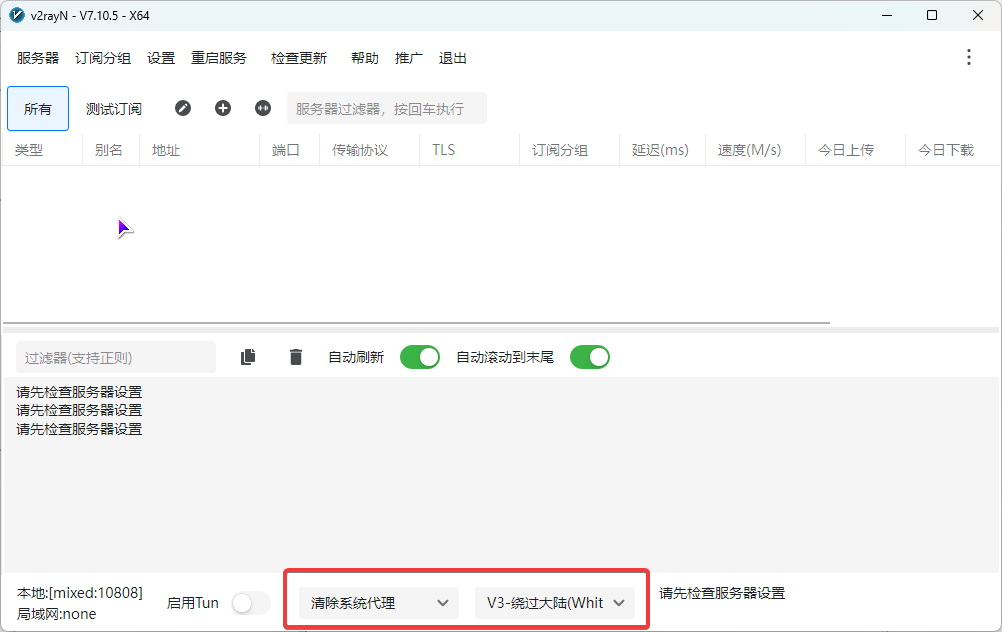 v2rayN - V7.10.5 - X64
服务器 订阅分组 设置 重启服务 检查更新 帮助 推广 退出
所有 测试订阅 服务器过滤器，按回车执行
类型 别名 地址 端口 传输协议 TLS 订阅分组 延迟(ms) 速度(M/s) 今日上传 今日下载
过滤器(支持正则) 自动刷新 自动滚动到末尾
请先检查服务器设置
请先检查服务器设置
请先检查服务器设置
本地:[mixed:10808]
局域网:none
启用Tun 清除系统代理 V3-绕过大陆(Whit 请先检查服务器设置